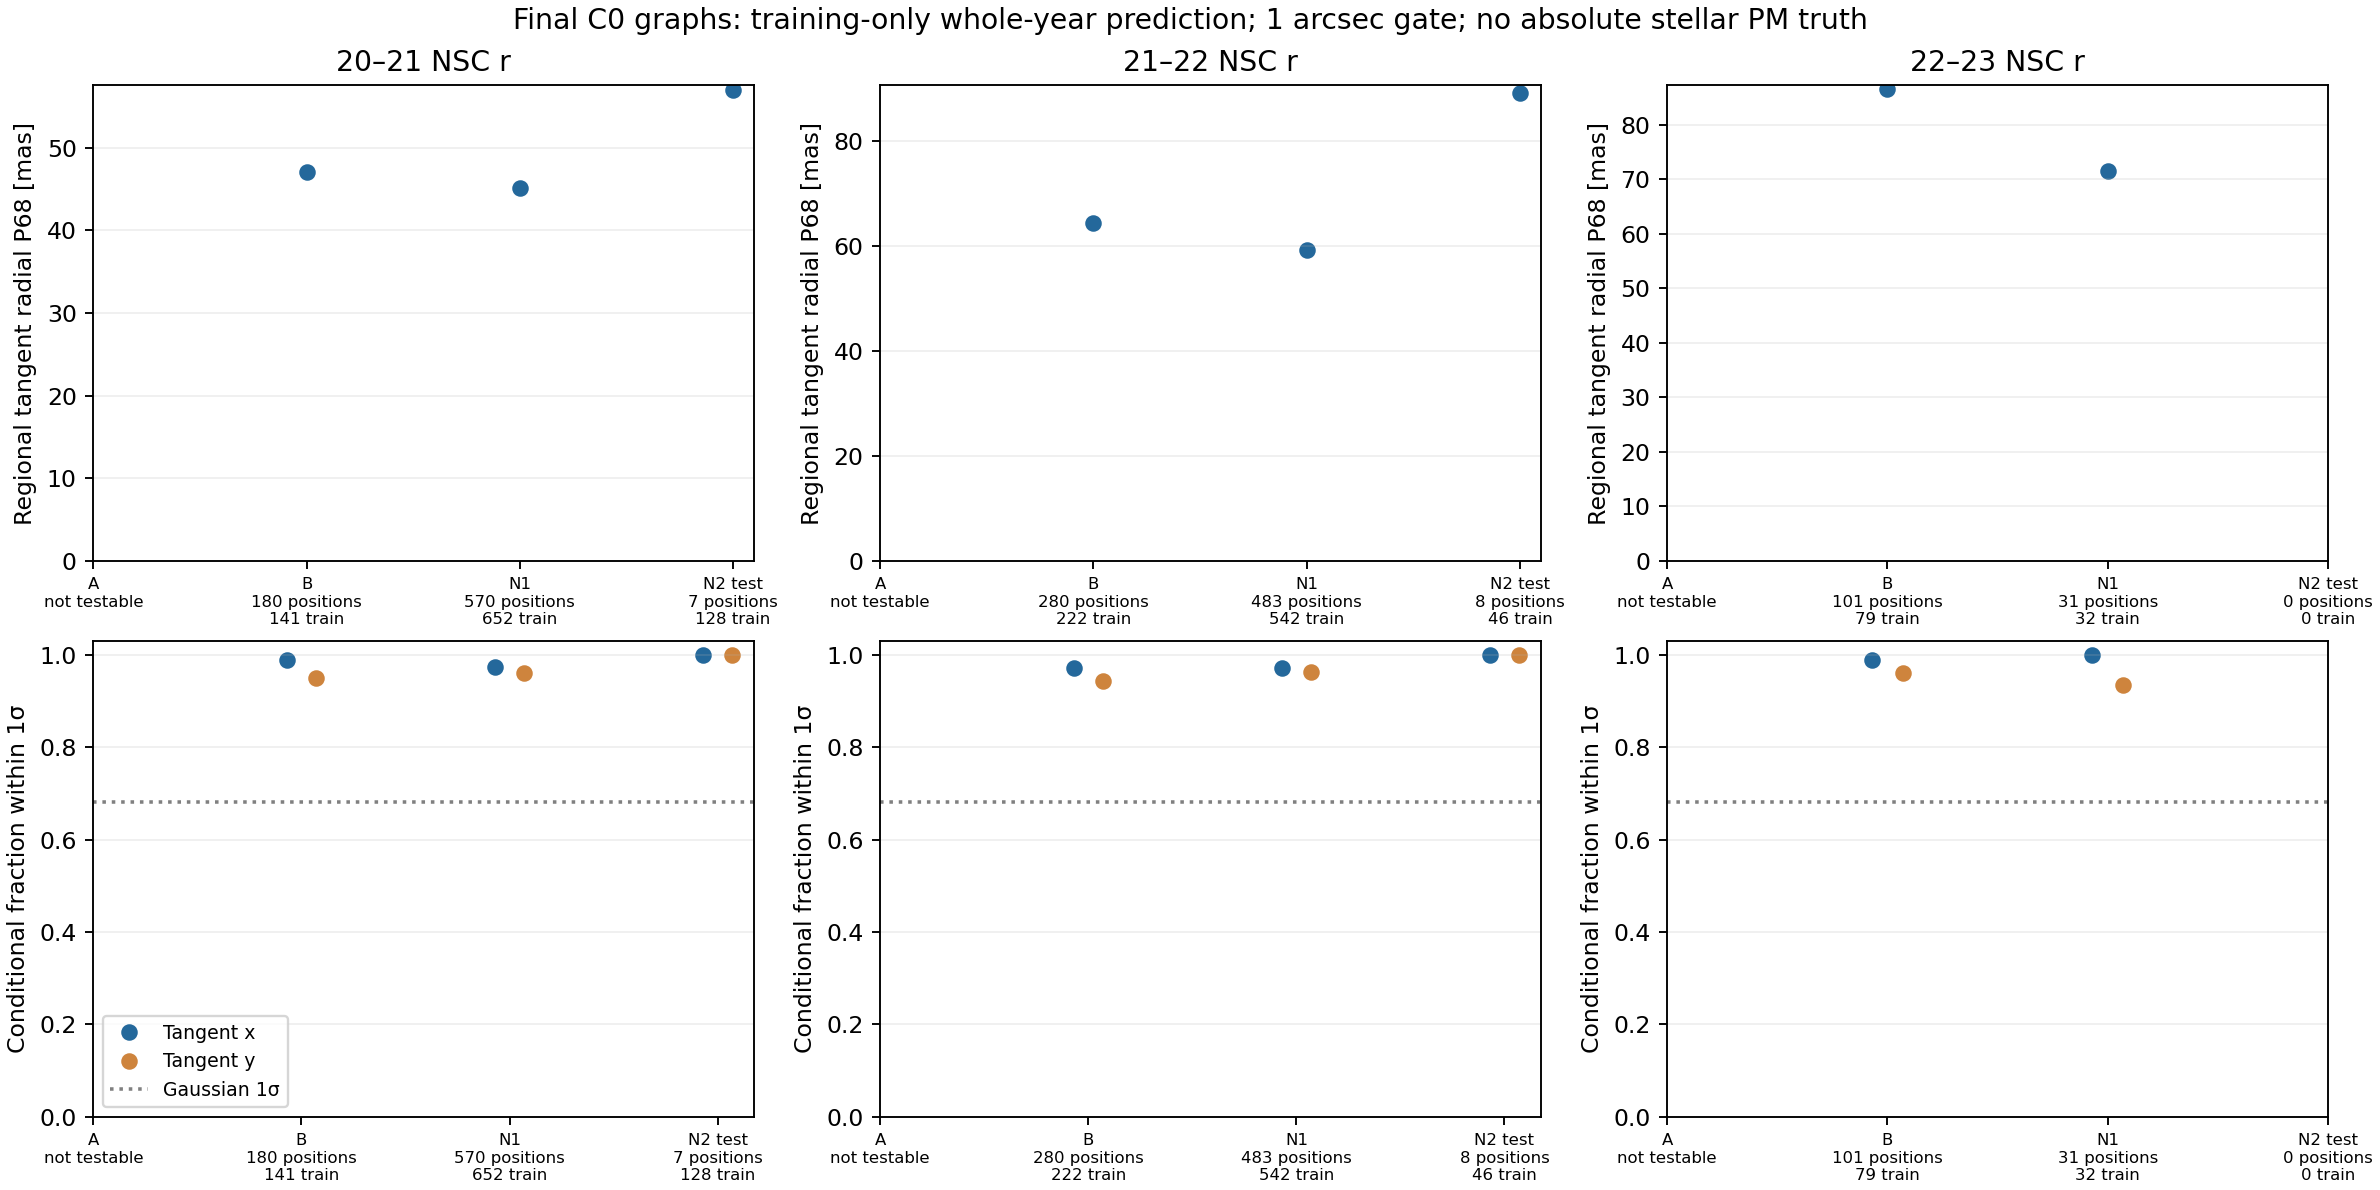 Final C0 graphs: training-only whole-year prediction; 1 arcsec gate; no absolute stellar PM truth
20–21 NSC r
Regional tangent radial P68 [mas]
50
40
30
20
10
0
A
not testable
B
180 positions
141 train
N1
570 positions
652 train
N2 test
7 positions
128 train
21–22 NSC r
Regional tangent radial P68 [mas]
80
60
40
20
0
A
not testable
B
280 positions
222 train
N1
483 positions
542 train
N2 test
8 positions
46 train
22–23 NSC r
Regional tangent radial P68 [mas]
80
70
60
50
40
30
20
10
0
A
not testable
B
101 positions
79 train
N1
31 positions
32 train
N2 test
0 positions
0 train
Conditional fraction within 1σ
1.0
0.8
0.6
0.4
0.2
0.0
Tangent x
Tangent y
Gaussian 1σ
A
not testable
B
180 positions
141 train
N1
570 positions
652 train
N2 test
7 positions
128 train
Conditional fraction within 1σ
1.0
0.8
0.6
0.4
0.2
0.0
A
not testable
B
280 positions
222 train
N1
483 positions
542 train
N2 test
8 positions
46 train
Conditional fraction within 1σ
1.0
0.8
0.6
0.4
0.2
0.0
A
not testable
B
101 positions
79 train
N1
31 positions
32 train
N2 test
0 positions
0 train